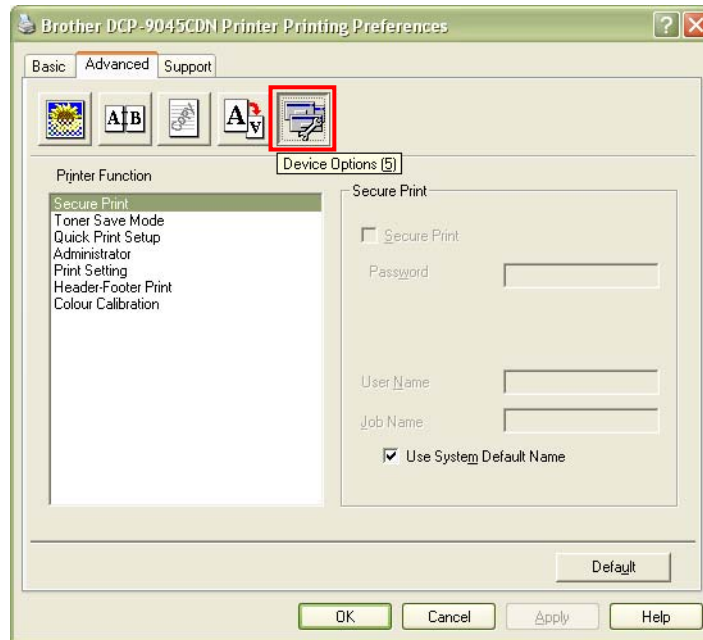 Brother DCP-9045CDN Printer Printing Preferences
Basic Advanced Support
A B A V
Device Options (5)
Printer Function
Secure Print
Toner Save Mode
Quick Print Setup
Administrator
Print Setting
Header-Footer Print
Colour Calibration
Secure Print
Secure Print
Password
User Name
Job Name
Use System Default Name
Default
OK Cancel Apply Help